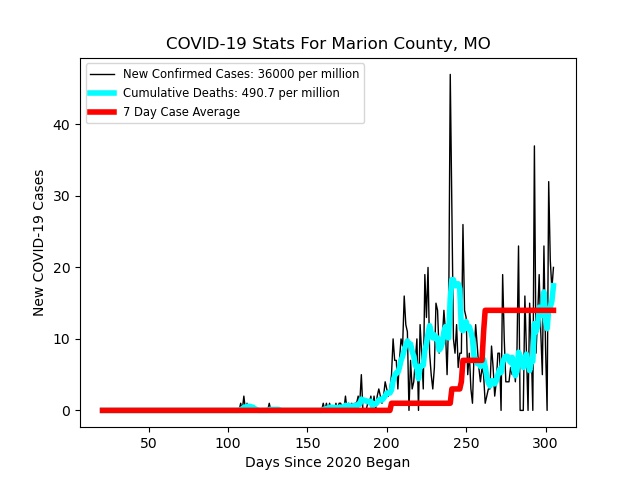 COVID-19 Stats For Marion County, MO
New Confirmed Cases: 36000 per million
Cumulative Deaths: 490.7 per million
7 Day Case Average
New COVID-19 Cases
40
30
20
10
0
50 100 150 200 250 300
Days Since 2020 Began